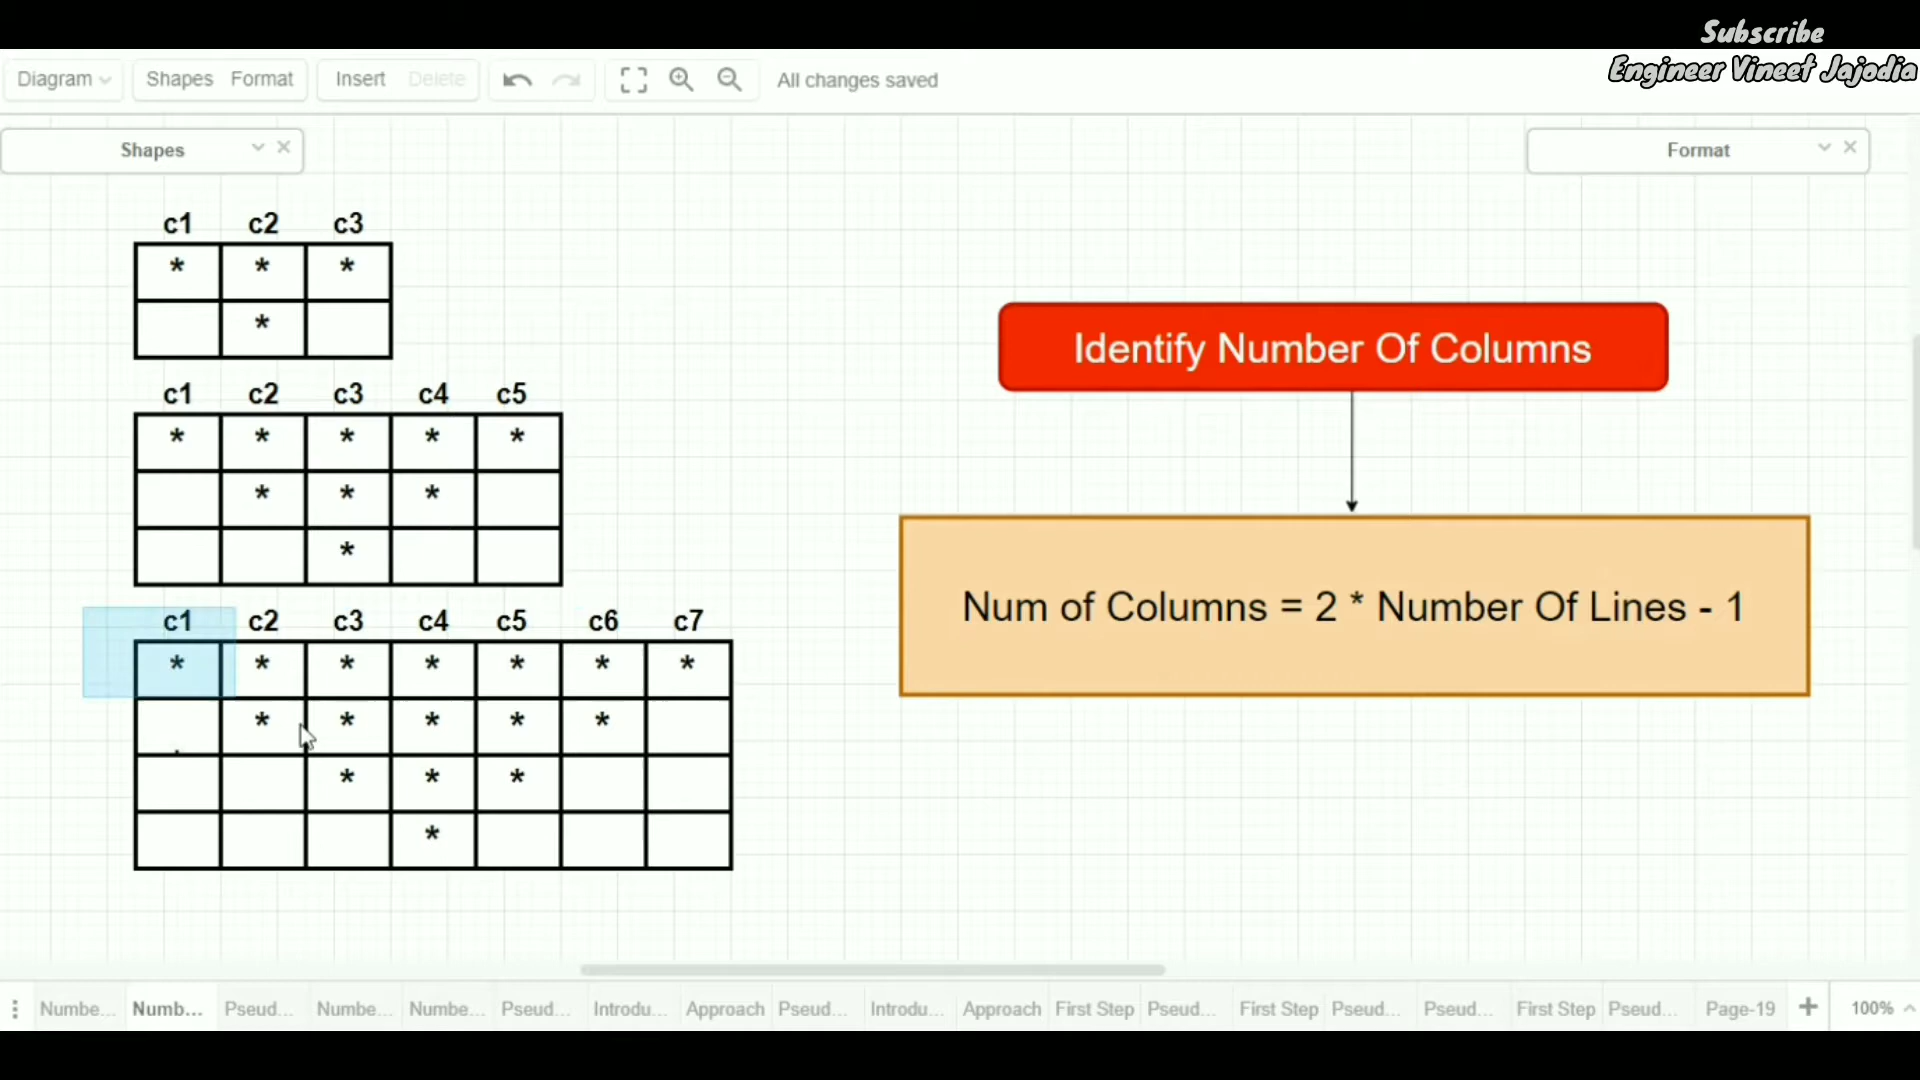 Subscribe
Engineer Vineet Jajodia
Diagram Shapes Format Insert Delete All changes saved
Shapes
Format
c1 c2 c3
* * *
*
c1 c2 c3 c4 c5
* * * * *
* * *
*
c1 c2 c3 c4 c5 c6 c7
* * * * * * *
* * * * *
* * *
*
Identify Number Of Columns
Num of Columns = 2 * Number Of Lines - 1
Numbe... Numb... Pseud... Numbe... Numbe... Pseud... Introdu... Approach Pseud... Introdu... Approach First Step Pseud... First Step Pseud... Pseud... First Step Pseud... Page-19 + 100%